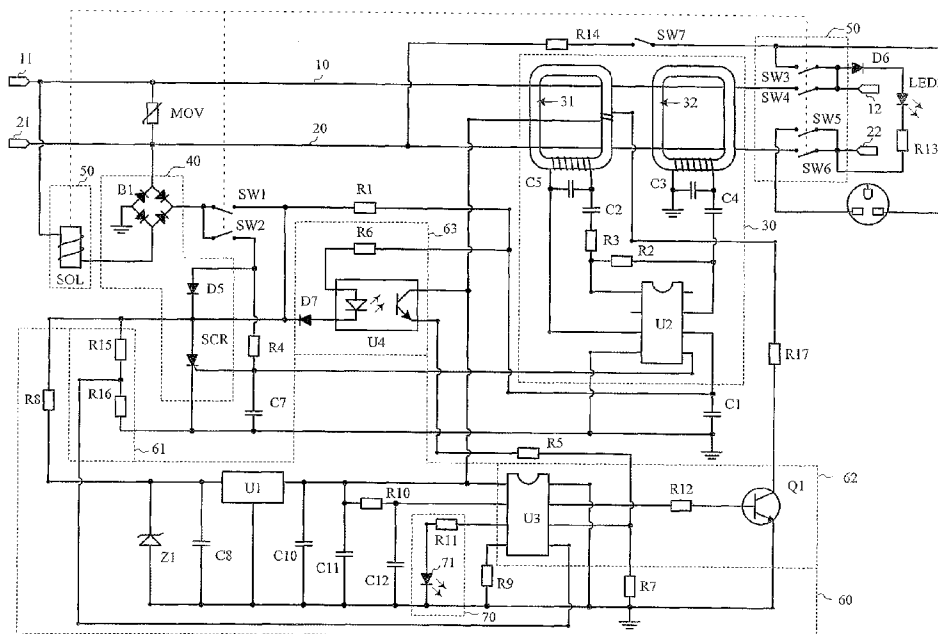 R14
SW7
50
11
10
SW3
D6
SW4
LED
MOV
31
32
12
21
20
SW5
22
R13
50
40
SW6
B1
C5
C3
C4
SW1
R1
C2
SW2
63
R3
R2
30
R6
SOL
D5
D7
U2
SCR
R4
U4
R17
R15
R8
R16
C7
C1
61
R5
62
Q1
U1
R10
R12
U3
R11
Z1
C8
C10
C11
C12
71
R9
R7
70
60